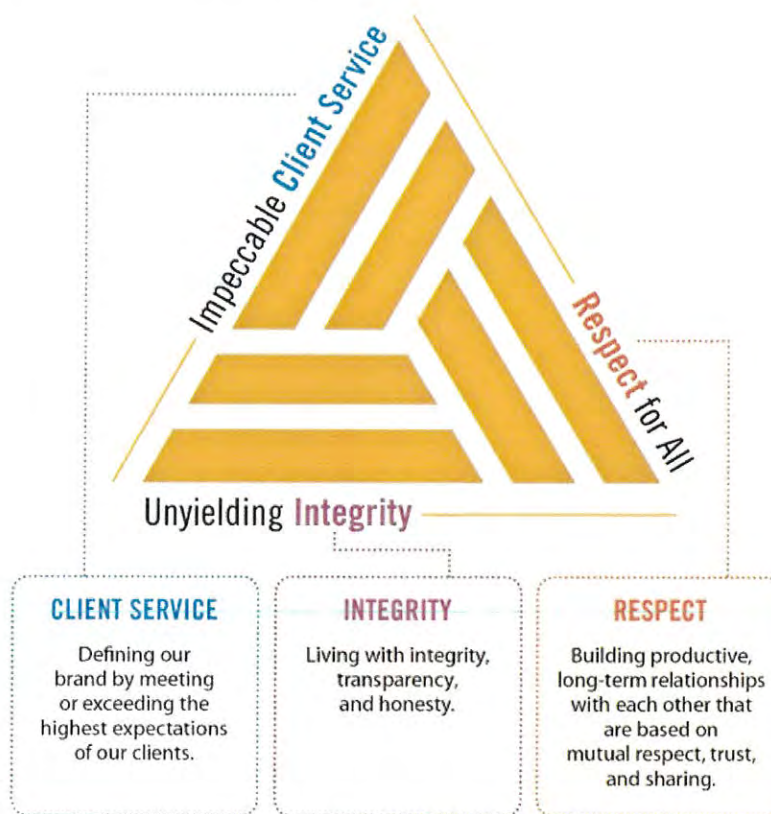 Impeccable Client Service
Respect for All
Unyielding Integrity
CLIENT SERVICE
Defining our
brand by meeting
or exceeding the
highest expectations
of our clients.
INTEGRITY
Living with integrity,
transparency,
and honesty.
RESPECT
Building productive,
long-term relationships
with each other that
are based on
mutual respect, trust,
and sharing.